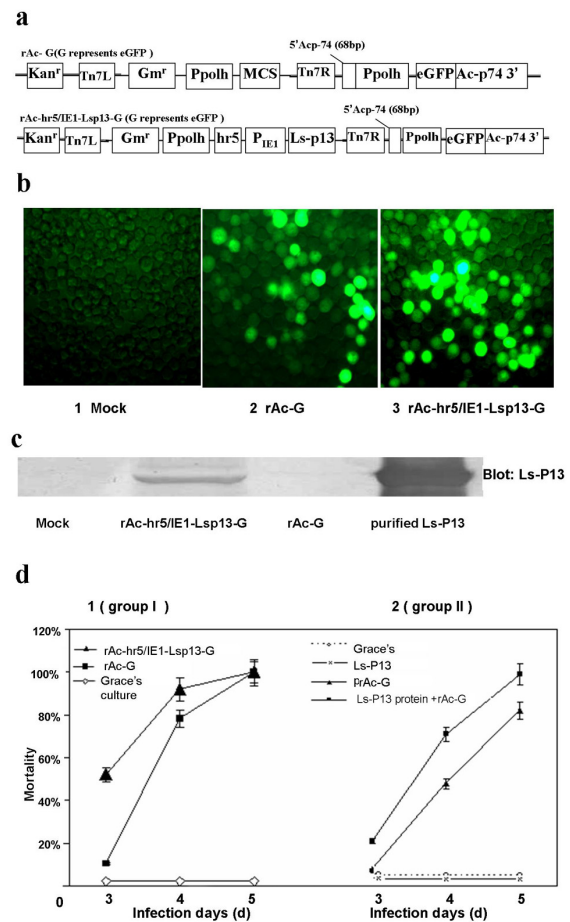 a
rAc- G(G represents eGFP )
5'Acp-74 (68bp)
Kanr Tn7L Gmr Ppolh MCS Tn7R Ppolh eGFP Ac-p74 3'
rAc-hr5/IE1-Lsp13-G (G represents eGFP )
5'Acp-74 (68bp)
Kanr Tn7L Gmr Ppolh hr5 PIE1 Ls-p13 Tn7R Ppolh eGFP Ac-p74 3'
b
1 Mock 2 rAc-G 3 rAc-hr5/IE1-Lsp13-G
c
Blot: Ls-P13
Mock rAc-hr5/IE1-Lsp13-G rAc-G purified Ls-P13
d
1 ( group I ) 2 ( group II )
120%
100%
80%
60%
40%
20%
0
Mortality
rAc-hr5/IE1-Lsp13-G
rAc-G
Grace's
culture
Grace's
Ls-P13
PrAc-G
Ls-P13 protein +rAc-G
3 4 5 3 4 5
Infection days (d) Infection days (d)